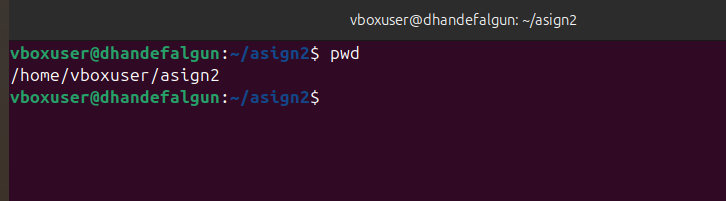 vboxuser@dhandefalgun: ~/asign2
vboxuser@dhandefalgun:~/asign2$ pwd
/home/vboxuser/asign2
vboxuser@dhandefalgun:~/asign2$